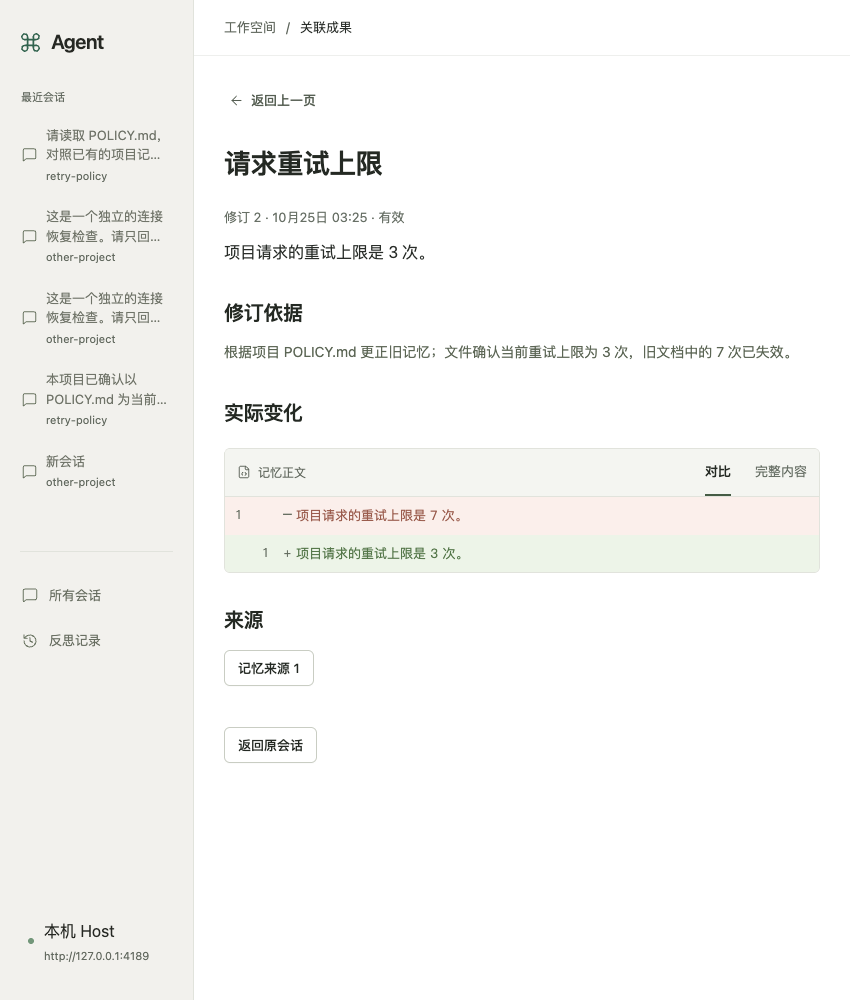 Agent
最近会话
请读取 POLICY.md,
对照已有的项目记...
retry-policy
这是一个独立的连接
恢复检查。请只回...
other-project
这是一个独立的连接
恢复检查。请只回...
other-project
本项目已确认以
POLICY.md 为当前...
retry-policy
新会话
other-project
所有会话
反思记录
本机 Host
http://127.0.0.1:4189
工作空间 / 关联成果
← 返回上一页
请求重试上限
修订 2 · 10月25日 03:25 · 有效
项目请求的重试上限是 3 次。
修订依据
根据项目 POLICY.md 更正旧记忆；文件确认当前重试上限为 3 次，旧文档中的 7 次已失效。
实际变化
记忆正文 对比 完整内容
1 − 项目请求的重试上限是 7 次。
1 + 项目请求的重试上限是 3 次。
来源
记忆来源 1
返回原会话